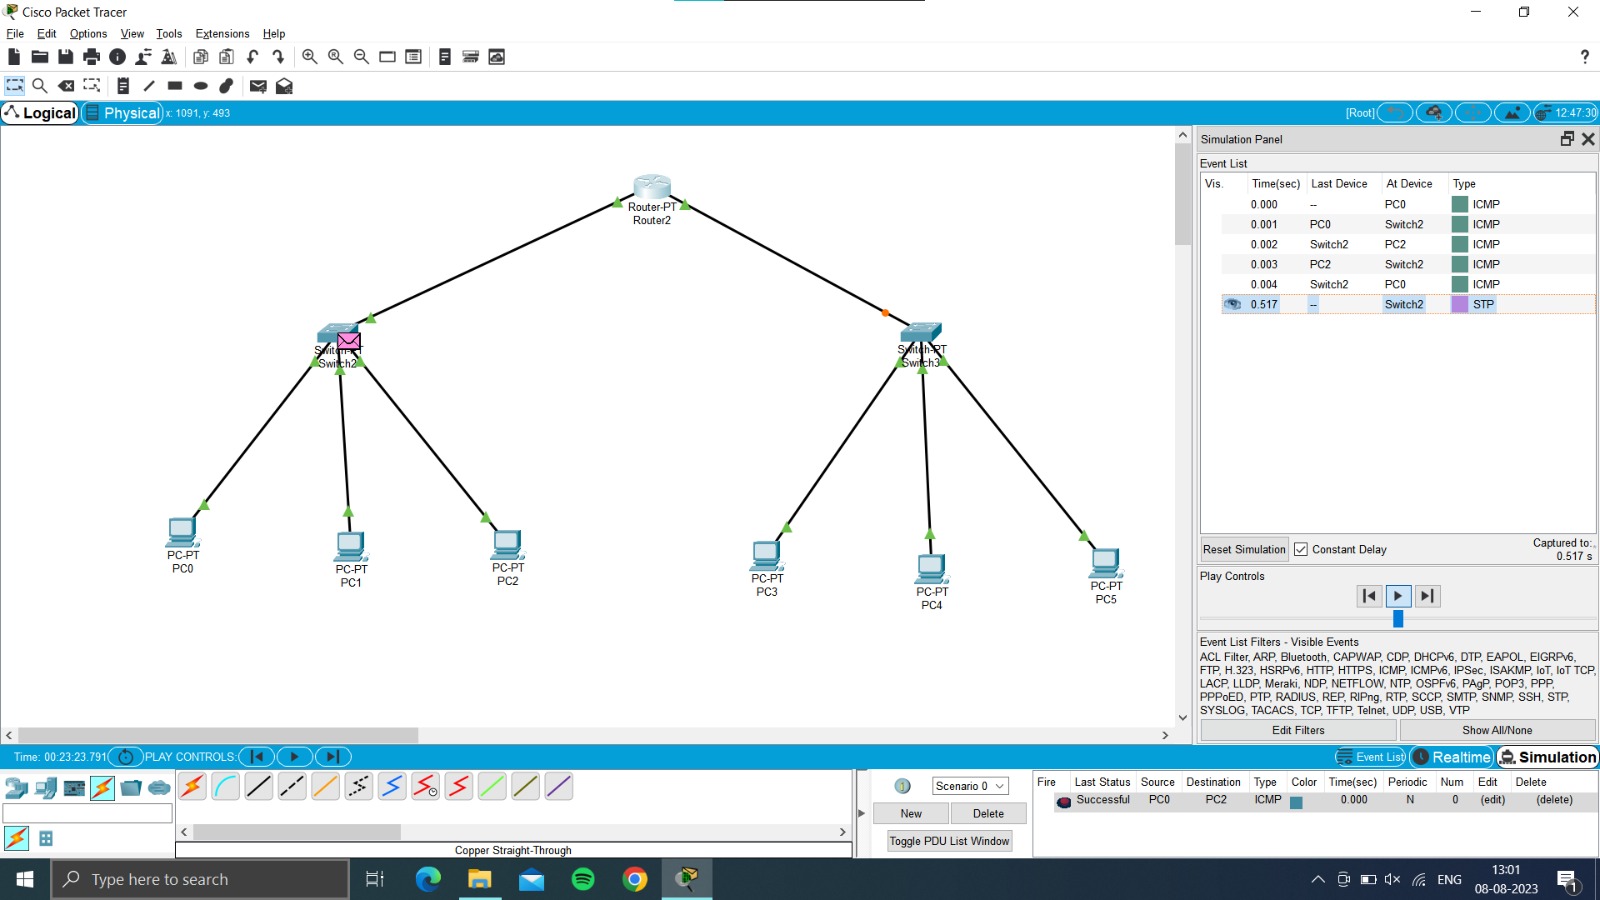 Cisco Packet Tracer
File Edit Options View Tools Extensions Help
?
Logical Physical x: 1091, y: 493 [Root] 12:47:30
Simulation Panel
Event List
Vis. Time(sec) Last Device At Device Type
0.000 -- PC0 ICMP
0.001 PC0 Switch2 ICMP
0.002 Switch2 PC2 ICMP
0.003 PC2 Switch2 ICMP
0.004 Switch2 PC0 ICMP
0.517 -- Switch2 STP
Router-PT
Router2
Switch-PT
Switch2
Switch-PT
Switch3
PC-PT
PC0
PC-PT
PC1
PC-PT
PC2
PC-PT
PC3
PC-PT
PC4
PC-PT
PC5
Reset Simulation Constant Delay Captured to:
0.517 s
Play Controls
Event List Filters - Visible Events
ACL Filter, ARP, Bluetooth, CAPWAP, CDP, DHCPv6, DTP, EAPOL, EIGRPv6,
FTP, H.323, HSRPv6, HTTP, HTTPS, ICMP, ICMPv6, IPSec, ISAKMP, IoT, IoT TCP,
LACP, LLDP, Meraki, NDP, NETFLOW, NTP, OSPFv6, PAgP, POP3, PPP,
PPPoED, PTP, RADIUS, REP, RIPng, RTP, SCCP, SMTP, SNMP, SSH, STP,
SYSLOG, TACACS, TCP, TFTP, Telnet, UDP, USB, VTP
Edit Filters Show All/None
Time: 00:23:23.791 PLAY CONTROLS: Event List Realtime Simulation
Scenario 0
New Delete
Toggle PDU List Window
Fire Last Status Source Destination Type Color Time(sec) Periodic Num Edit Delete
Successful PC0 PC2 ICMP 0.000 N 0 (edit) (delete)
Copper Straight-Through
Type here to search
ENG
13:01
08-08-2023
1